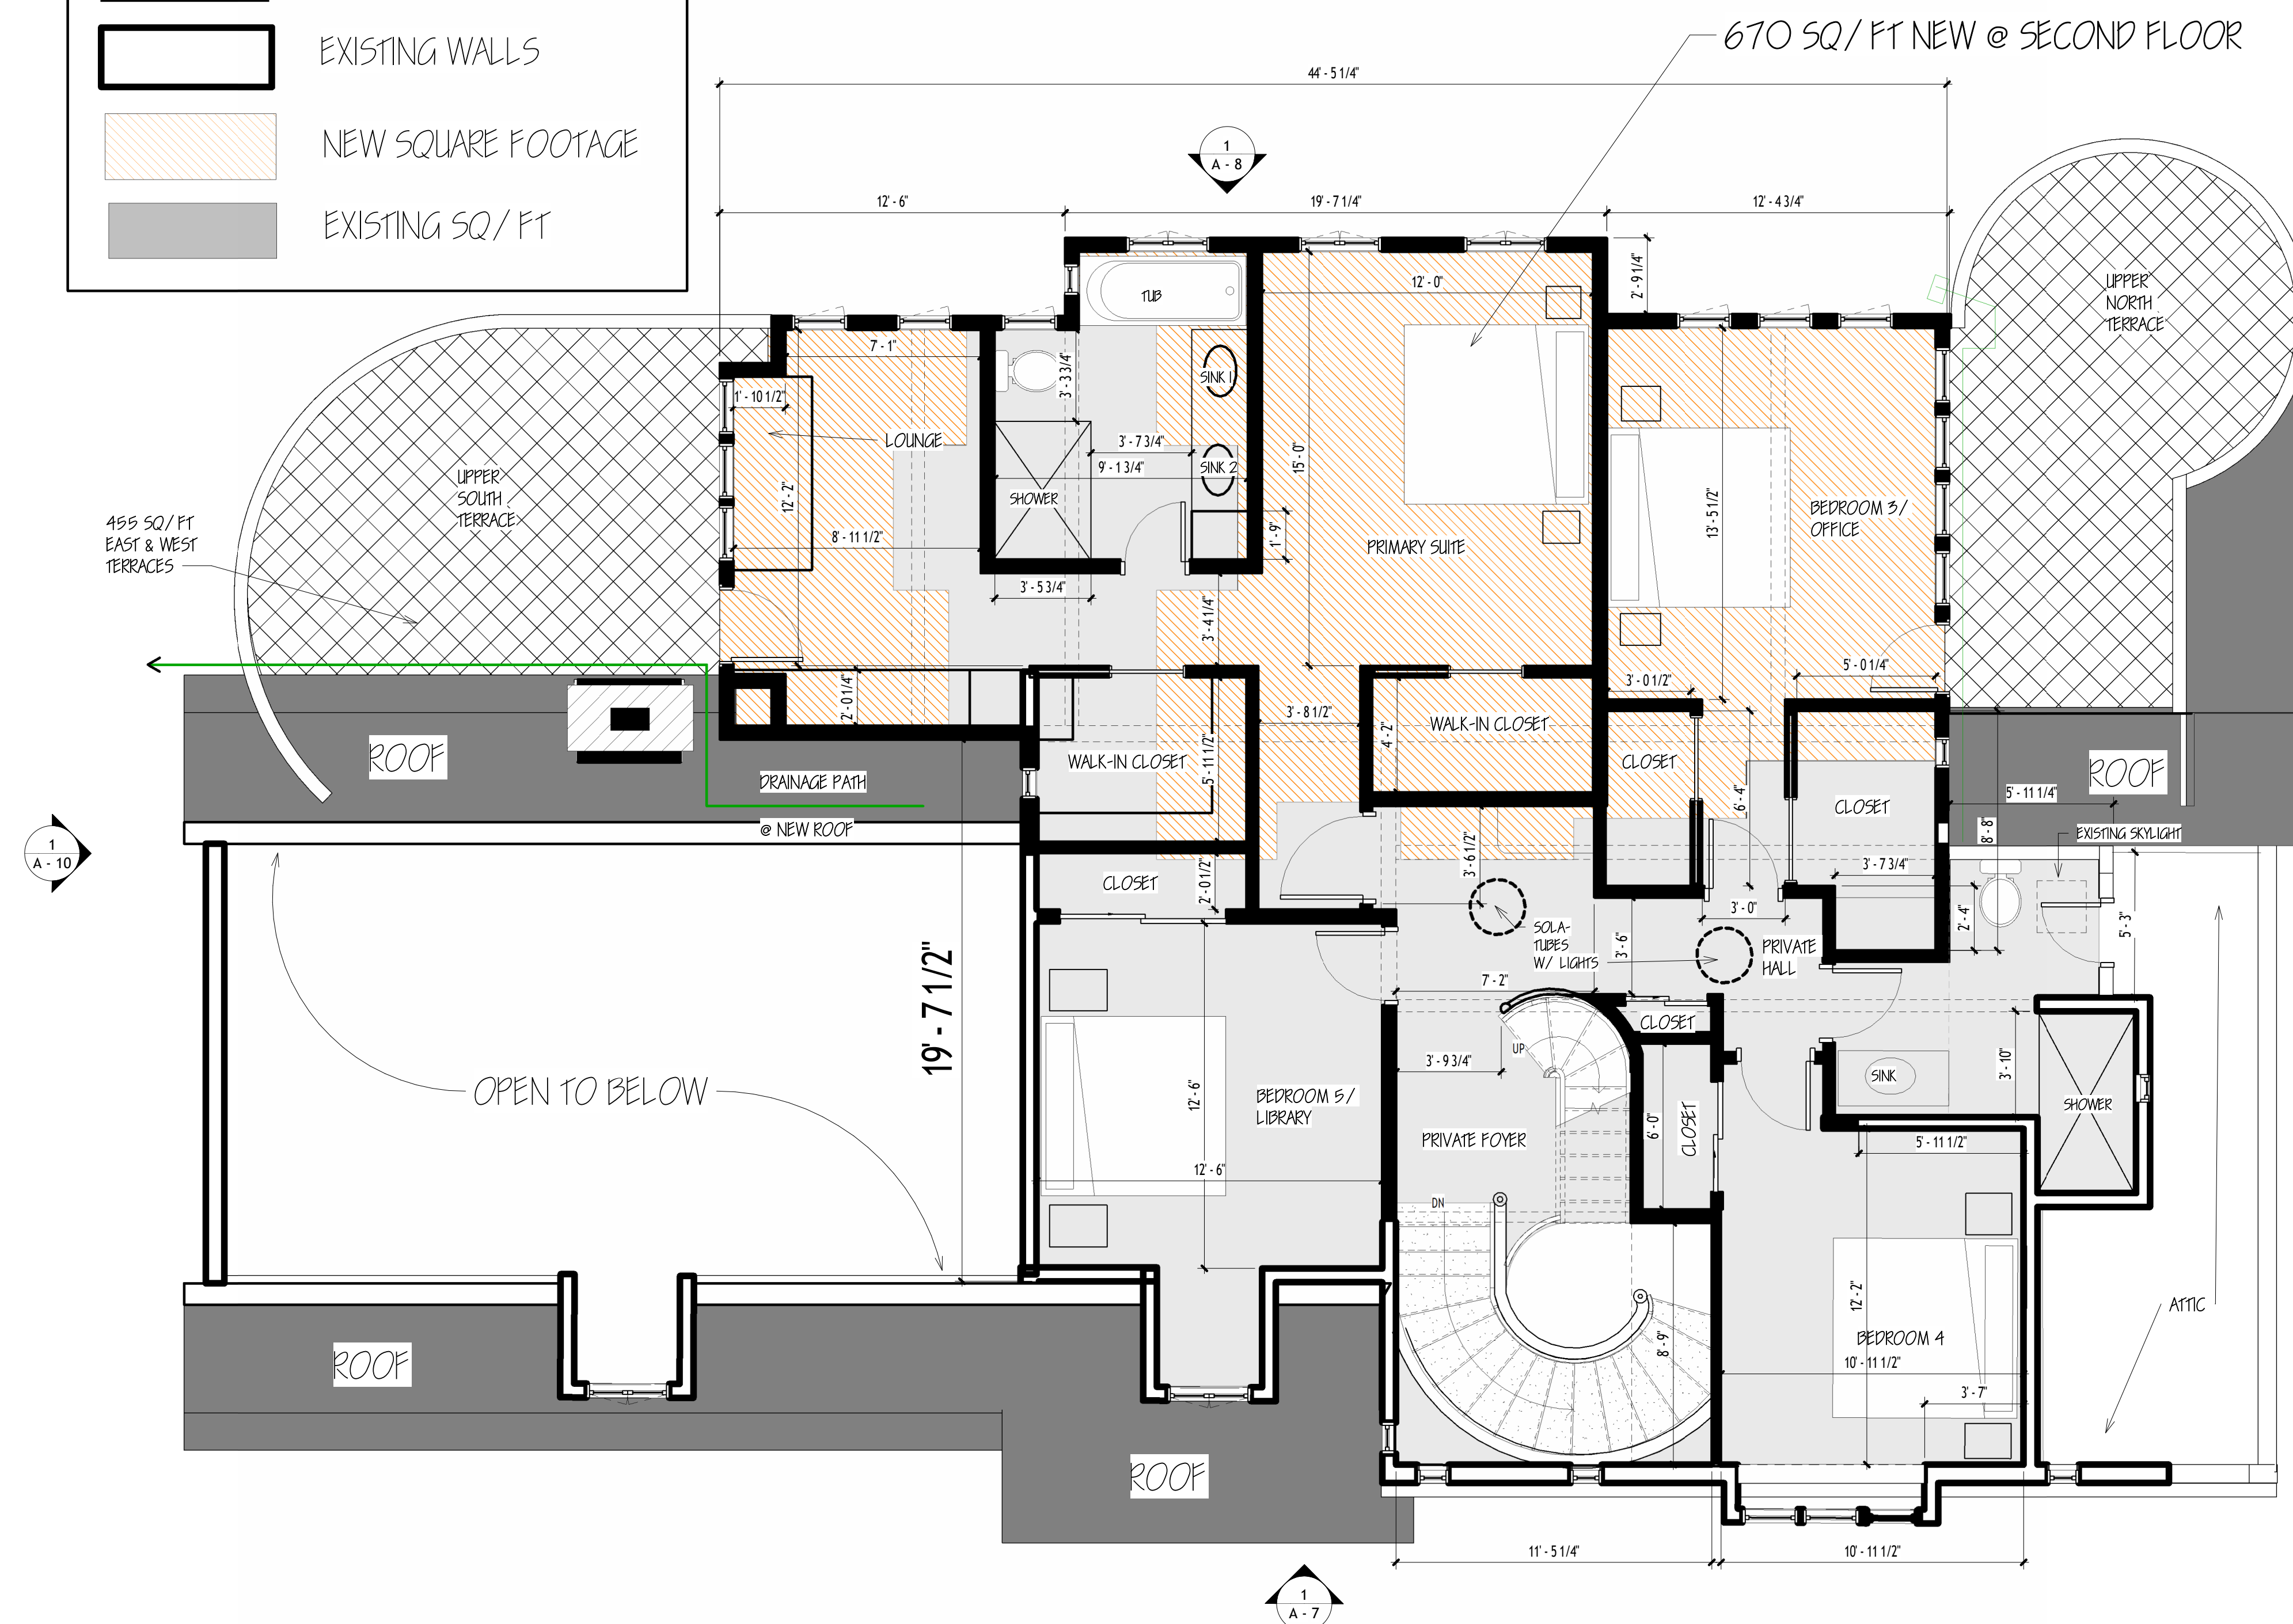 EXISTING WALLS
NEW SQUARE FOOTAGE
EXISTING SQ/FT
670 SQ/FT NEW @ SECOND FLOOR
44' - 5 1/4"
1
A - 8
12' - 6"
19' - 7 1/4"
12' - 4 3/4"
2' - 9 1/4"
12' - 0"
TUB
UPPER
NORTH
TERRACE
7' - 1"
3' - 3 3/4"
SINK 1
1' - 10 1/2"
LOUNGE
3' - 7 3/4"
9' - 1 3/4"
SINK 2
15' - 0"
UPPER
SOUTH
TERRACE
12' - 2"
SHOWER
13' - 5 1/2"
BEDROOM 3/
OFFICE
455 SQ/FT
EAST & WEST
TERRACES
8' - 11 1/2"
1' - 9"
PRIMARY SUITE
3' - 5 3/4"
3' - 4 1/4"
5' - 0 1/4"
3' - 0 1/2"
2' - 0 1/4"
3' - 8 1/2"
4' - 2"
WALK-IN CLOSET
ROOF
DRAINAGE PATH
WALK-IN CLOSET
5' - 11 1/2"
CLOSET
6' - 4"
CLOSET
ROOF
5' - 11 1/4"
@ NEW ROOF
8' - 8"
EXISTING SKYLIGHT
1
A - 10
3' - 6 1/2"
3' - 7 3/4"
CLOSET
2' - 0 1/2"
3' - 0"
2' - 4"
5' - 3"
SOLA-
TUBES
W/ LIGHTS
3' - 6"
PRIVATE
HALL
7' - 2"
19' - 7 1/2"
CLOSET
UP
3' - 9 3/4"
3' - 10"
SINK
OPEN TO BELOW
12' - 6"
BEDROOM 5/
LIBRARY
SHOWER
6' - 0"
CLOSET
PRIVATE FOYER
5' - 11 1/2"
12' - 6"
DN
12' - 2"
ATTIC
8' - 9"
BEDROOM 4
ROOF
10' - 11 1/2"
3' - 7"
ROOF
11' - 5 1/4"
10' - 11 1/2"
1
A - 7